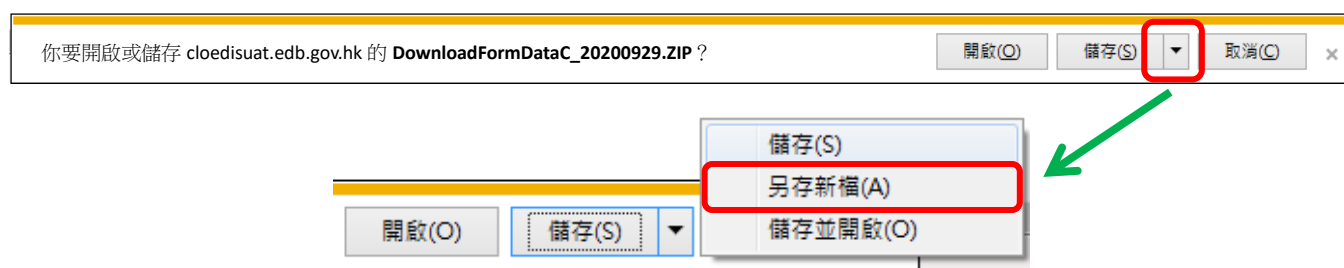 你要開啟或儲存 cloedisuat.edb.gov.hk 的 DownloadFormDataC_20200929.ZIP？ 開啟(O) 儲存(S) 取消(C) ×
儲存(S)
另存新檔(A)
開啟(O) 儲存(S) 儲存並開啟(O)